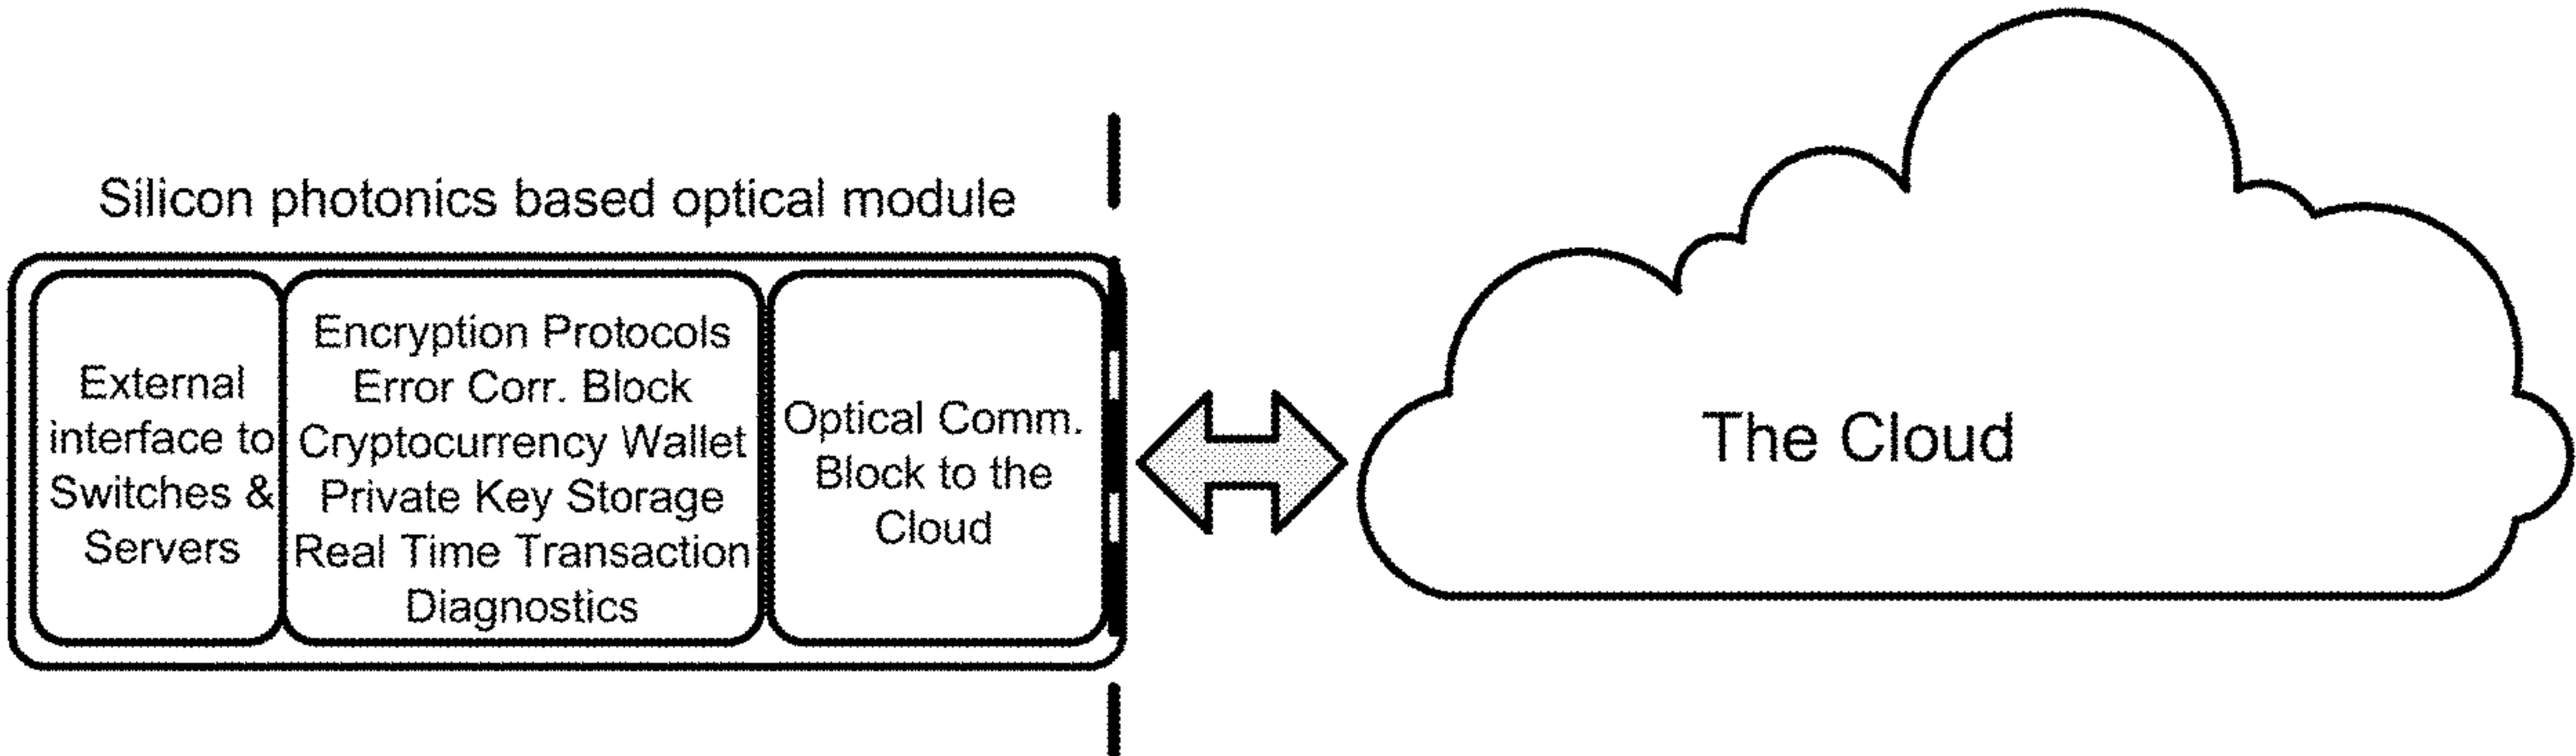 Silicon photonics based optical module
External
interface to
Switches &
Servers
Encryption Protocols
Error Corr. Block
Cryptocurrency Wallet
Private Key Storage
Real Time Transaction
Diagnostics
Optical Comm.
Block to the
Cloud
The Cloud